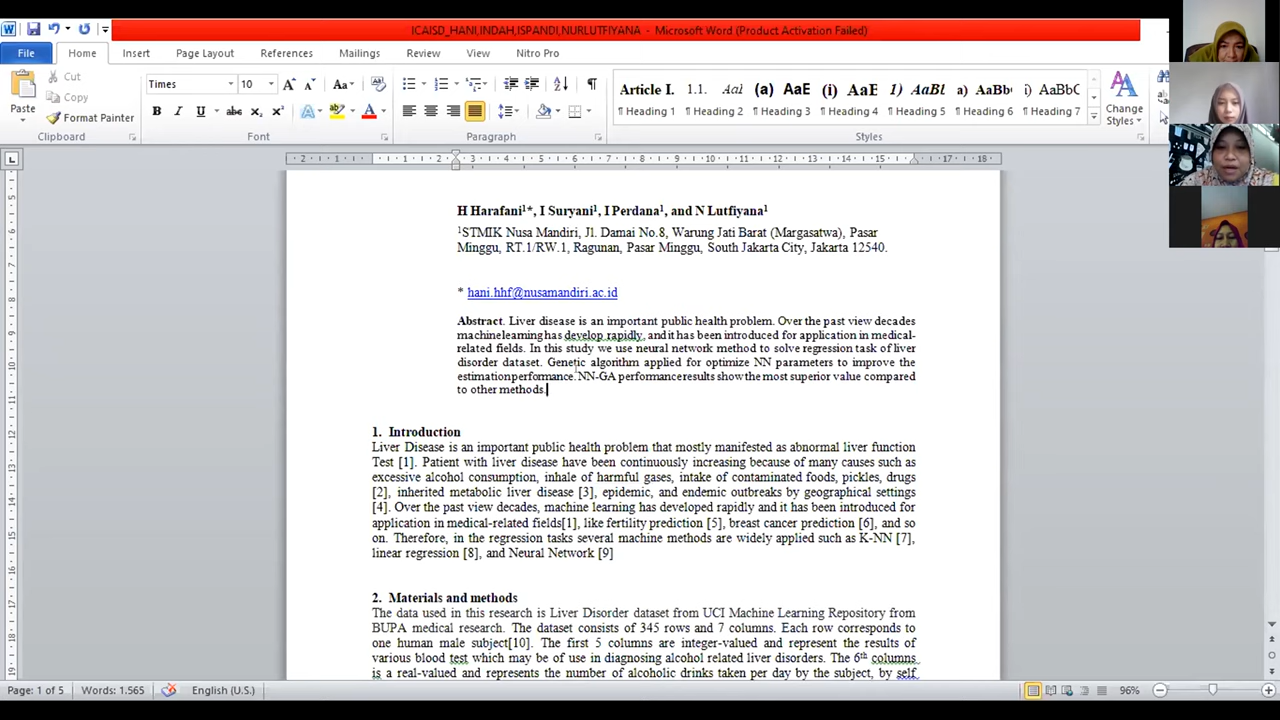 ICAISD_HANI,INDAH,ISPANDI,NURLUTFIYANA - Microsoft Word (Product Activation Failed)
File Home Insert Page Layout References Mailings Review View Nitro Pro
Paste
Cut
Copy
Format Painter
Clipboard
Times 10
Font
Paragraph
Article I. 1.1. AaI (a) AaE (i) AaE 1) AaBb( a) AaBb( (i) AaBbC
¶ Heading 1 ¶ Heading 2 ¶ Heading 3 ¶ Heading 4 ¶ Heading 5 ¶ Heading 5 ¶ Heading 6 ¶ Heading 7
Styles
Change
Styles
H Harafani¹*, I Suryani¹, I Perdana¹, and N Lutfiyana¹
¹STMIK Nusa Mandiri, Jl. Damai No.8, Warung Jati Barat (Margasatwa), Pasar
Minggu, RT.1/RW.1, Ragunan, Pasar Minggu, South Jakarta City, Jakarta 12540.
* hani.hhf@nusamandiri.ac.id
Abstract. Liver disease is an important public health problem. Over the past view decades
machine learning has develop rapidly, and it has been introduced for application in medical-
related fields. In this study we use neural network method to solve regression task of liver
disorder dataset. Genetic algorithm applied for optimize NN parameters to improve the
estimation performance. NN-GA performance results show the most superior value compared
to other methods.
1. Introduction
Liver Disease is an important public health problem that mostly manifested as abnormal liver function
Test [1]. Patient with liver disease have been continuously increasing because of many causes such as
excessive alcohol consumption, inhale of harmful gases, intake of contaminated foods, pickles, drugs
[2], inherited metabolic liver disease [3], epidemic, and endemic outbreaks by geographical settings
[4]. Over the past view decades, machine learning has developed rapidly and it has been introduced for
application in medical-related fields[1], like fertility prediction [5], breast cancer prediction [6], and so
on. Therefore, in the regression tasks several machine methods are widely applied such as K-NN [7],
linear regression [8], and Neural Network [9]
2. Materials and methods
The data used in this research is Liver Disorder dataset from UCI Machine Learning Repository from
BUPA medical research. The dataset consists of 345 rows and 7 columns. Each row corresponds to
one human male subject[10]. The first 5 columns are integer-valued and represent the results of
various blood test which may be of use in diagnosing alcohol related liver disorders. The 6th columns
is a real-valued and represents the number of alcoholic drinks taken per day by the subject, by self
Page: 1 of 5 Words: 1.565 English (U.S.) 96%